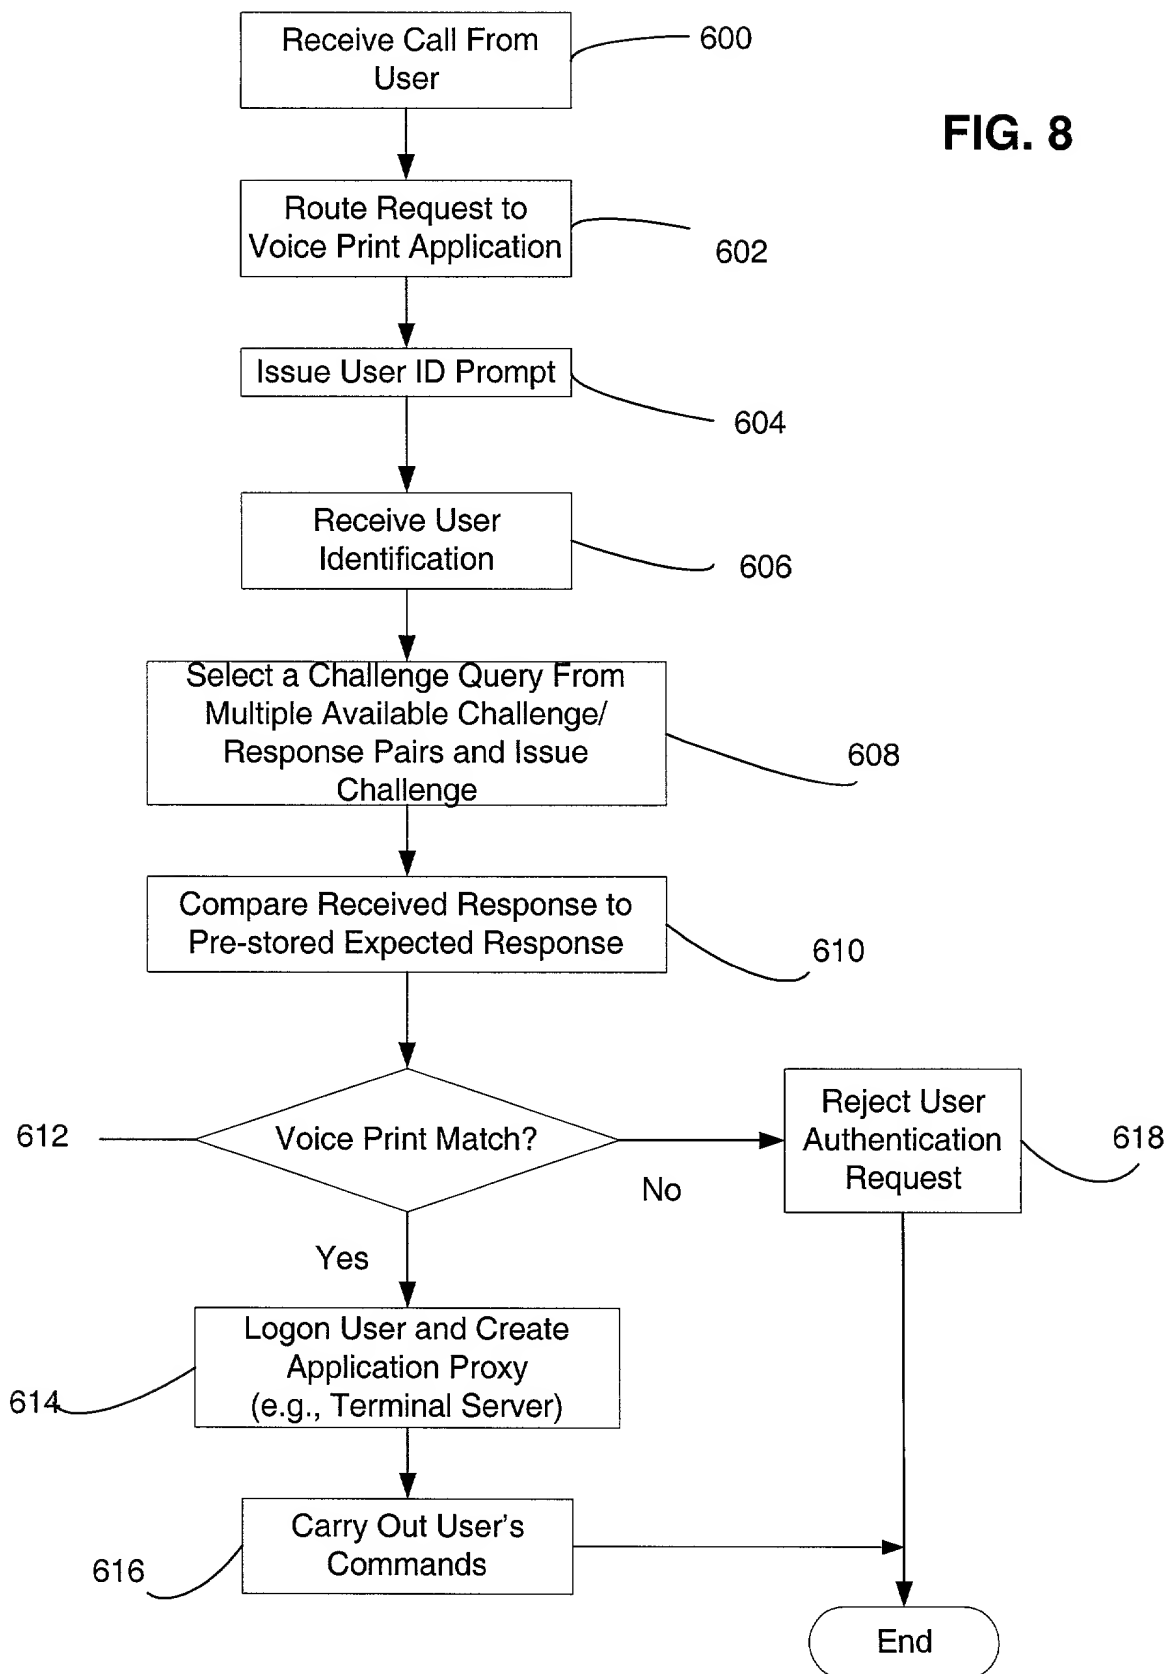 Receive Call From
User
600
FIG. 8
Route Request to
Voice Print Application
602
Issue User ID Prompt
604
Receive User
Identification
606
Select a Challenge Query From
Multiple Available Challenge/
Response Pairs and Issue
Challenge
608
Compare Received Response to
Pre-stored Expected Response
610
612
Voice Print Match?
No
Reject User
Authentication
Request
618
Yes
Logon User and Create
Application Proxy
(e.g., Terminal Server)
614
Carry Out User's
Commands
616
End